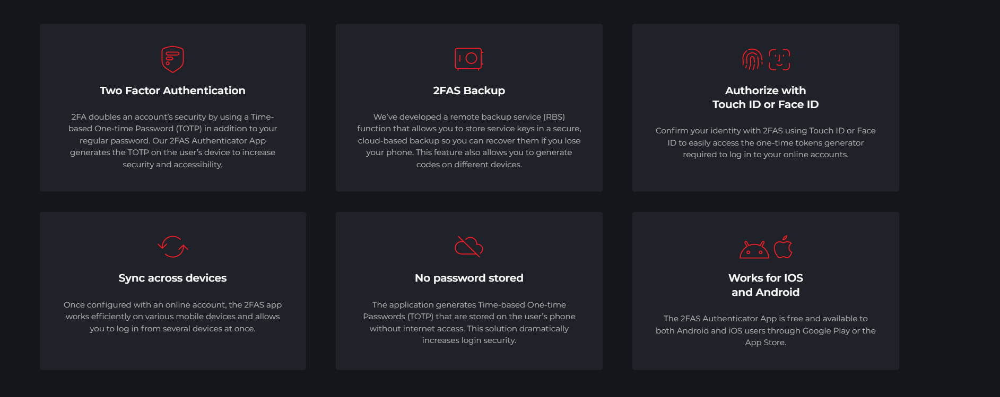 Two Factor Authentication
2FA doubles an account’s security by using a Time-
based One-time Password (TOTP) in addition to your
regular password. Our 2FAS Authenticator App
generates the TOTP on the user’s device to increase
security and accessibility.
2FAS Backup
We’ve developed a remote backup service (RBS)
function that allows you to store service keys in a secure,
cloud-based backup so you can recover them if you lose
your phone. This feature also allows you to generate
codes on different devices.
Authorize with
Touch ID or Face ID
Confirm your identity with 2FAS using Touch ID or Face
ID to easily access the one-time tokens generator
required to log in to your online accounts.
Sync across devices
Once configured with an online account, the 2FAS app
works efficiently on various mobile devices and allows
you to log in from several devices at once.
No password stored
The application generates Time-based One-time
Passwords (TOTP) that are stored on the user’s phone
without internet access. This solution dramatically
increases login security.
Works for IOS
and Android
The 2FAS Authenticator App is free and available to
both Android and iOS users through Google Play or the
App Store.